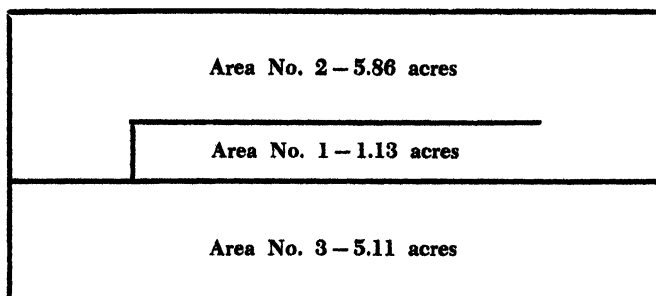 Area No. 2 – 5.86 acres
Area No. 1 – 1.13 acres
Area No. 3 – 5.11 acres